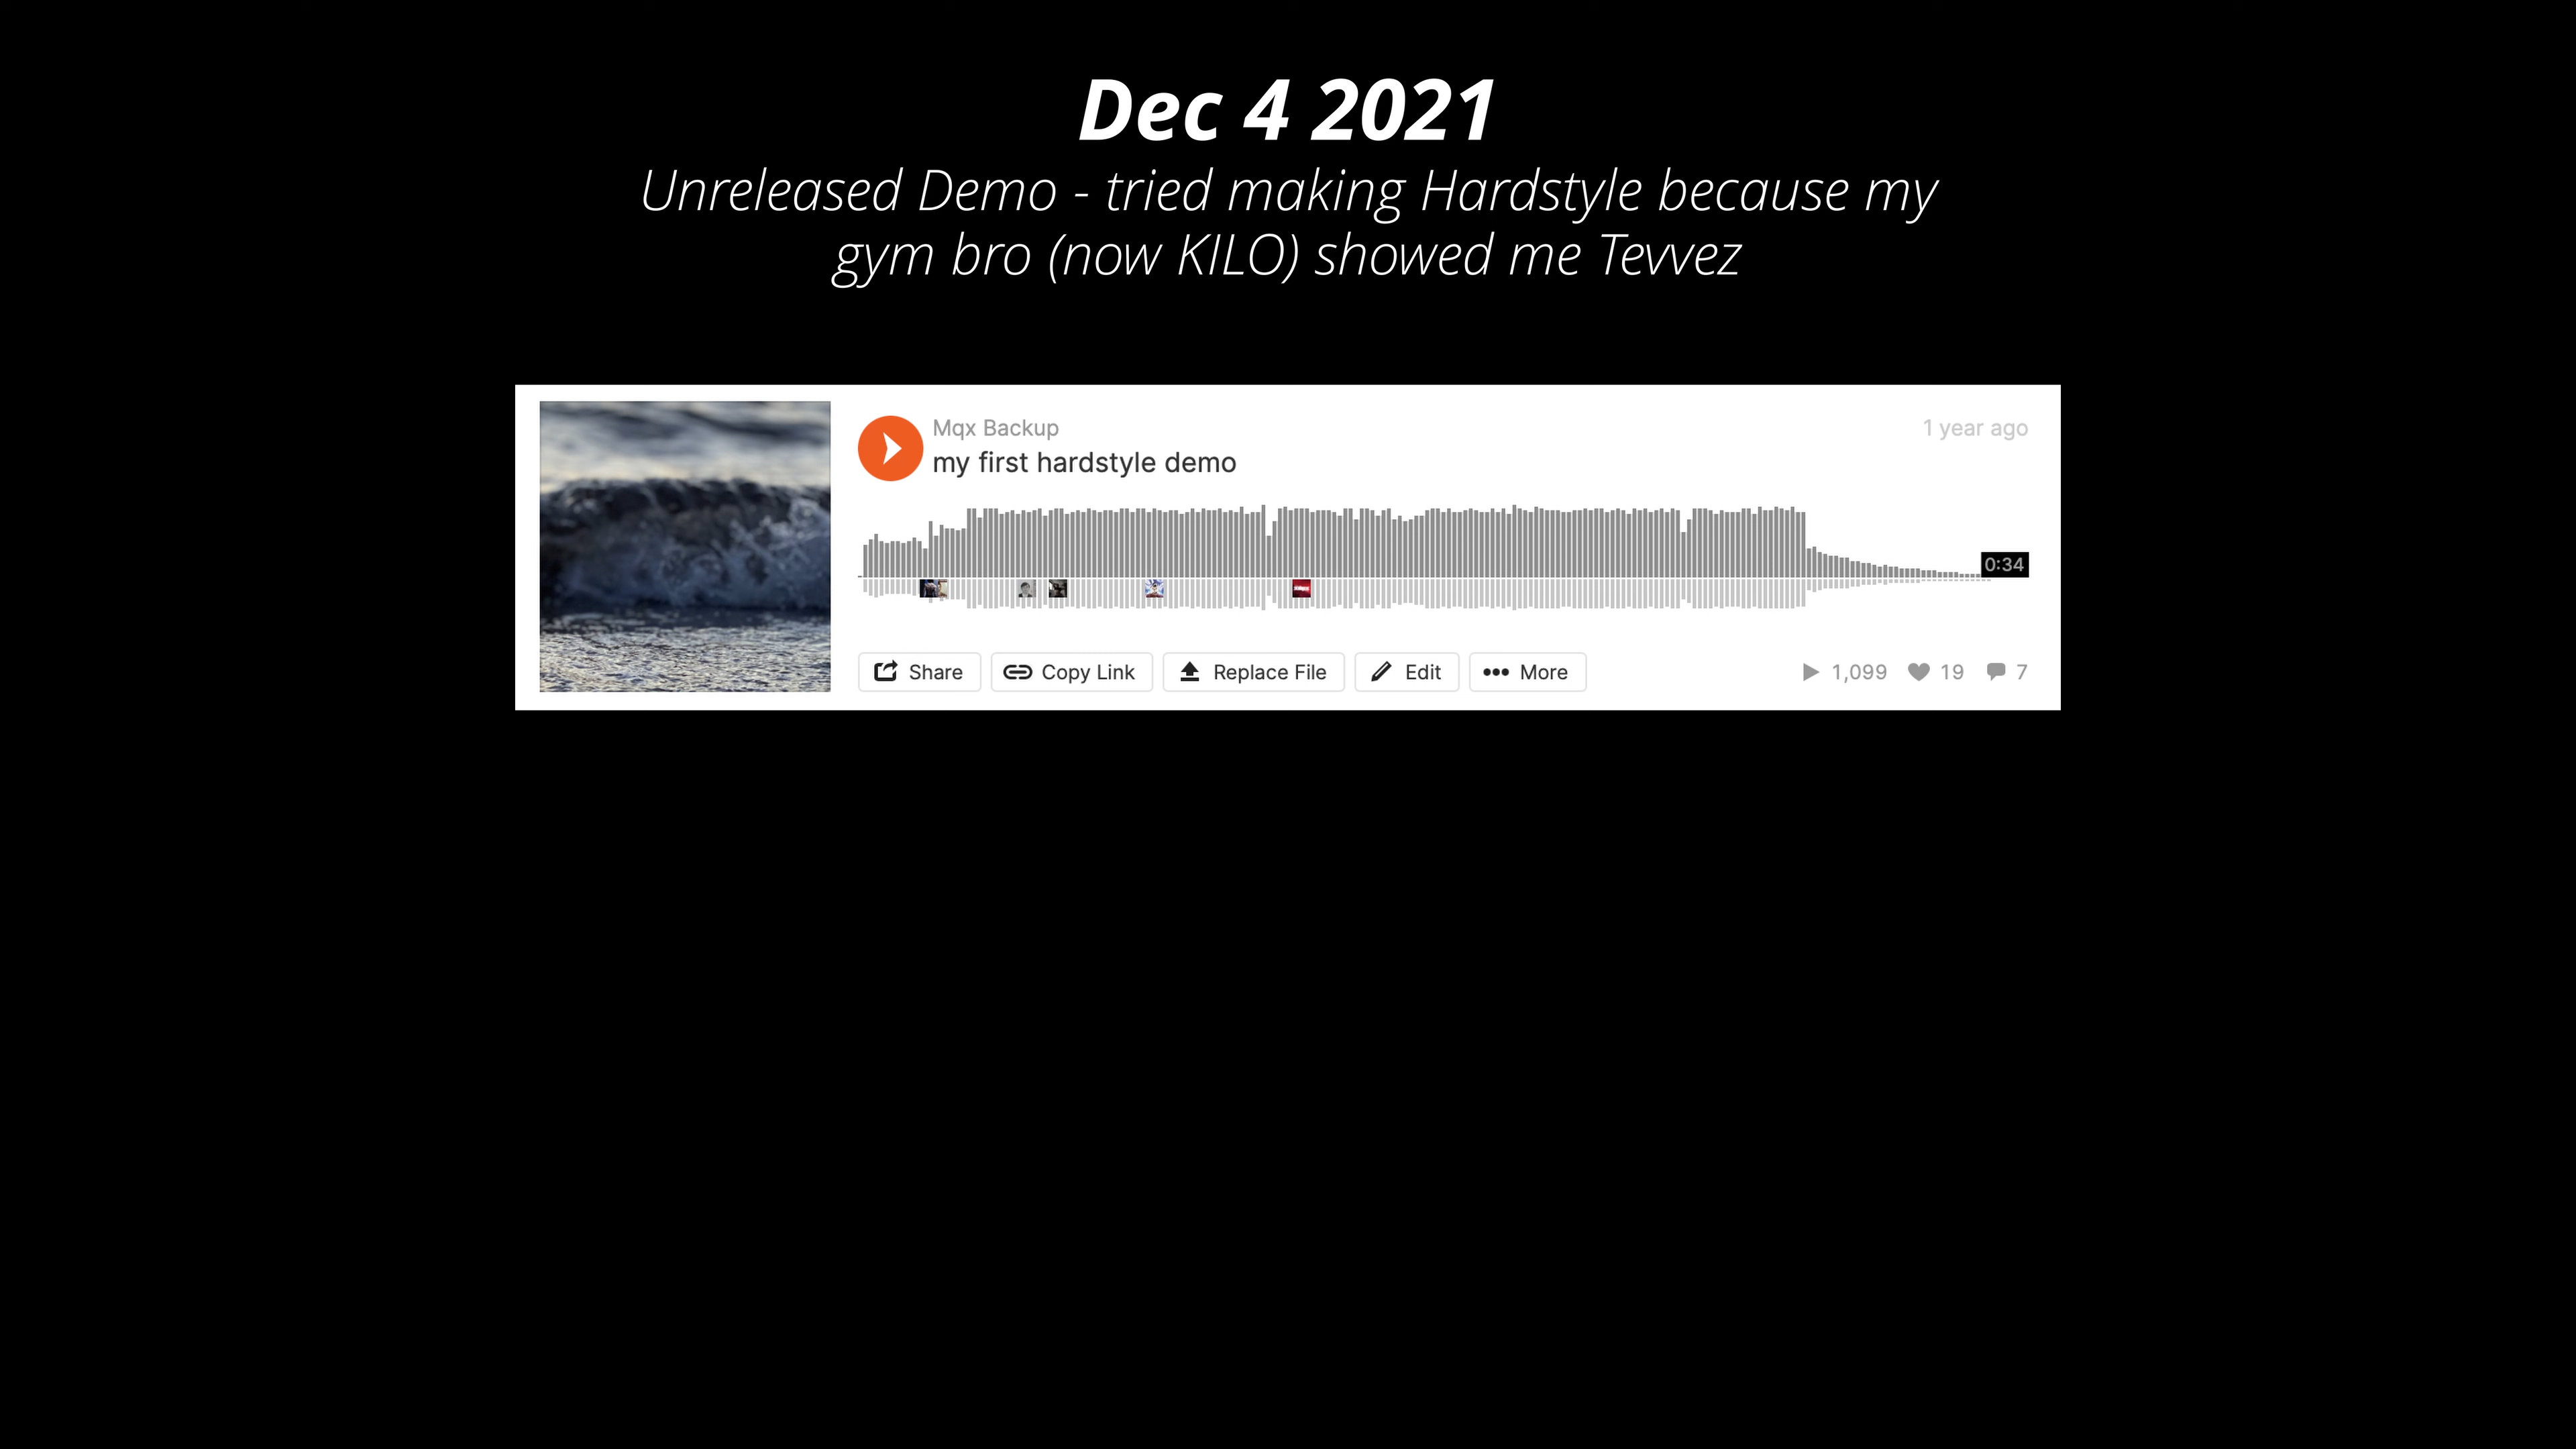 Dec 4 2021
Unreleased Demo - tried making Hardstyle because my
gym bro (now KILO) showed me Tevvez
Mqx Backup
1 year ago
my first hardstyle demo
0:34
Share Copy Link Replace File Edit More 1,099 19 7